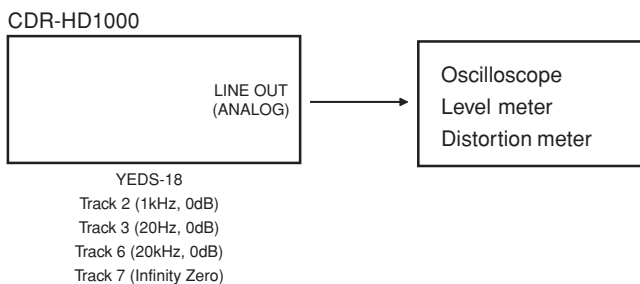 CDR-HD1000
LINE OUT
(ANALOG)
Oscilloscope
Level meter
Distortion meter
YEDS-18
Track 2 (1kHz, 0dB)
Track 3 (20Hz, 0dB)
Track 6 (20kHz, 0dB)
Track 7 (Infinity Zero)